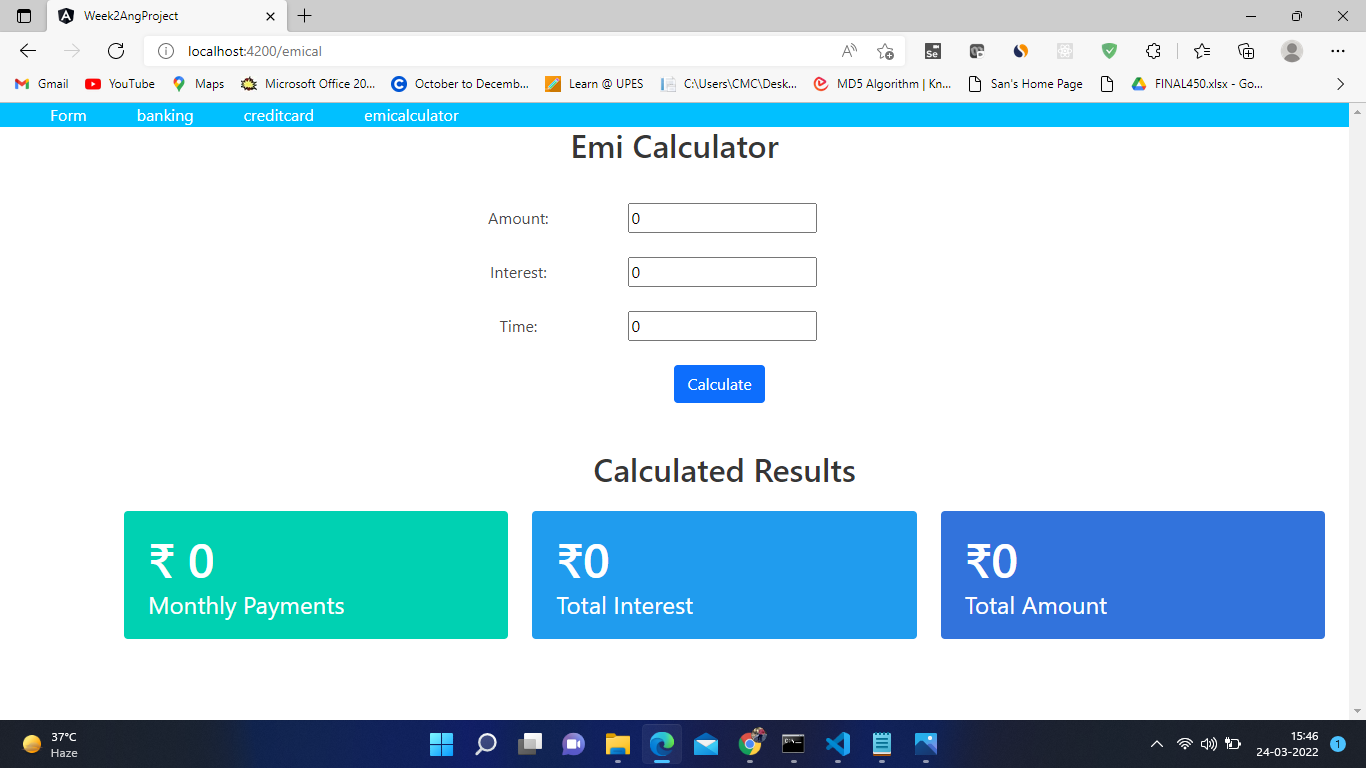 Week2AngProject
localhost:4200/emical
Gmail YouTube Maps Microsoft Office 20... October to Decemb... Learn @ UPES C:\Users\CMC\Desk... MD5 Algorithm | Kn... San's Home Page FINAL450.xlsx - Go...
Form banking creditcard emicalculator
Emi Calculator
Amount: 0
Interest: 0
Time: 0
Calculate
Calculated Results
₹ 0
Monthly Payments
₹0
Total Interest
₹0
Total Amount
37°C
Haze
15:46
24-03-2022
1